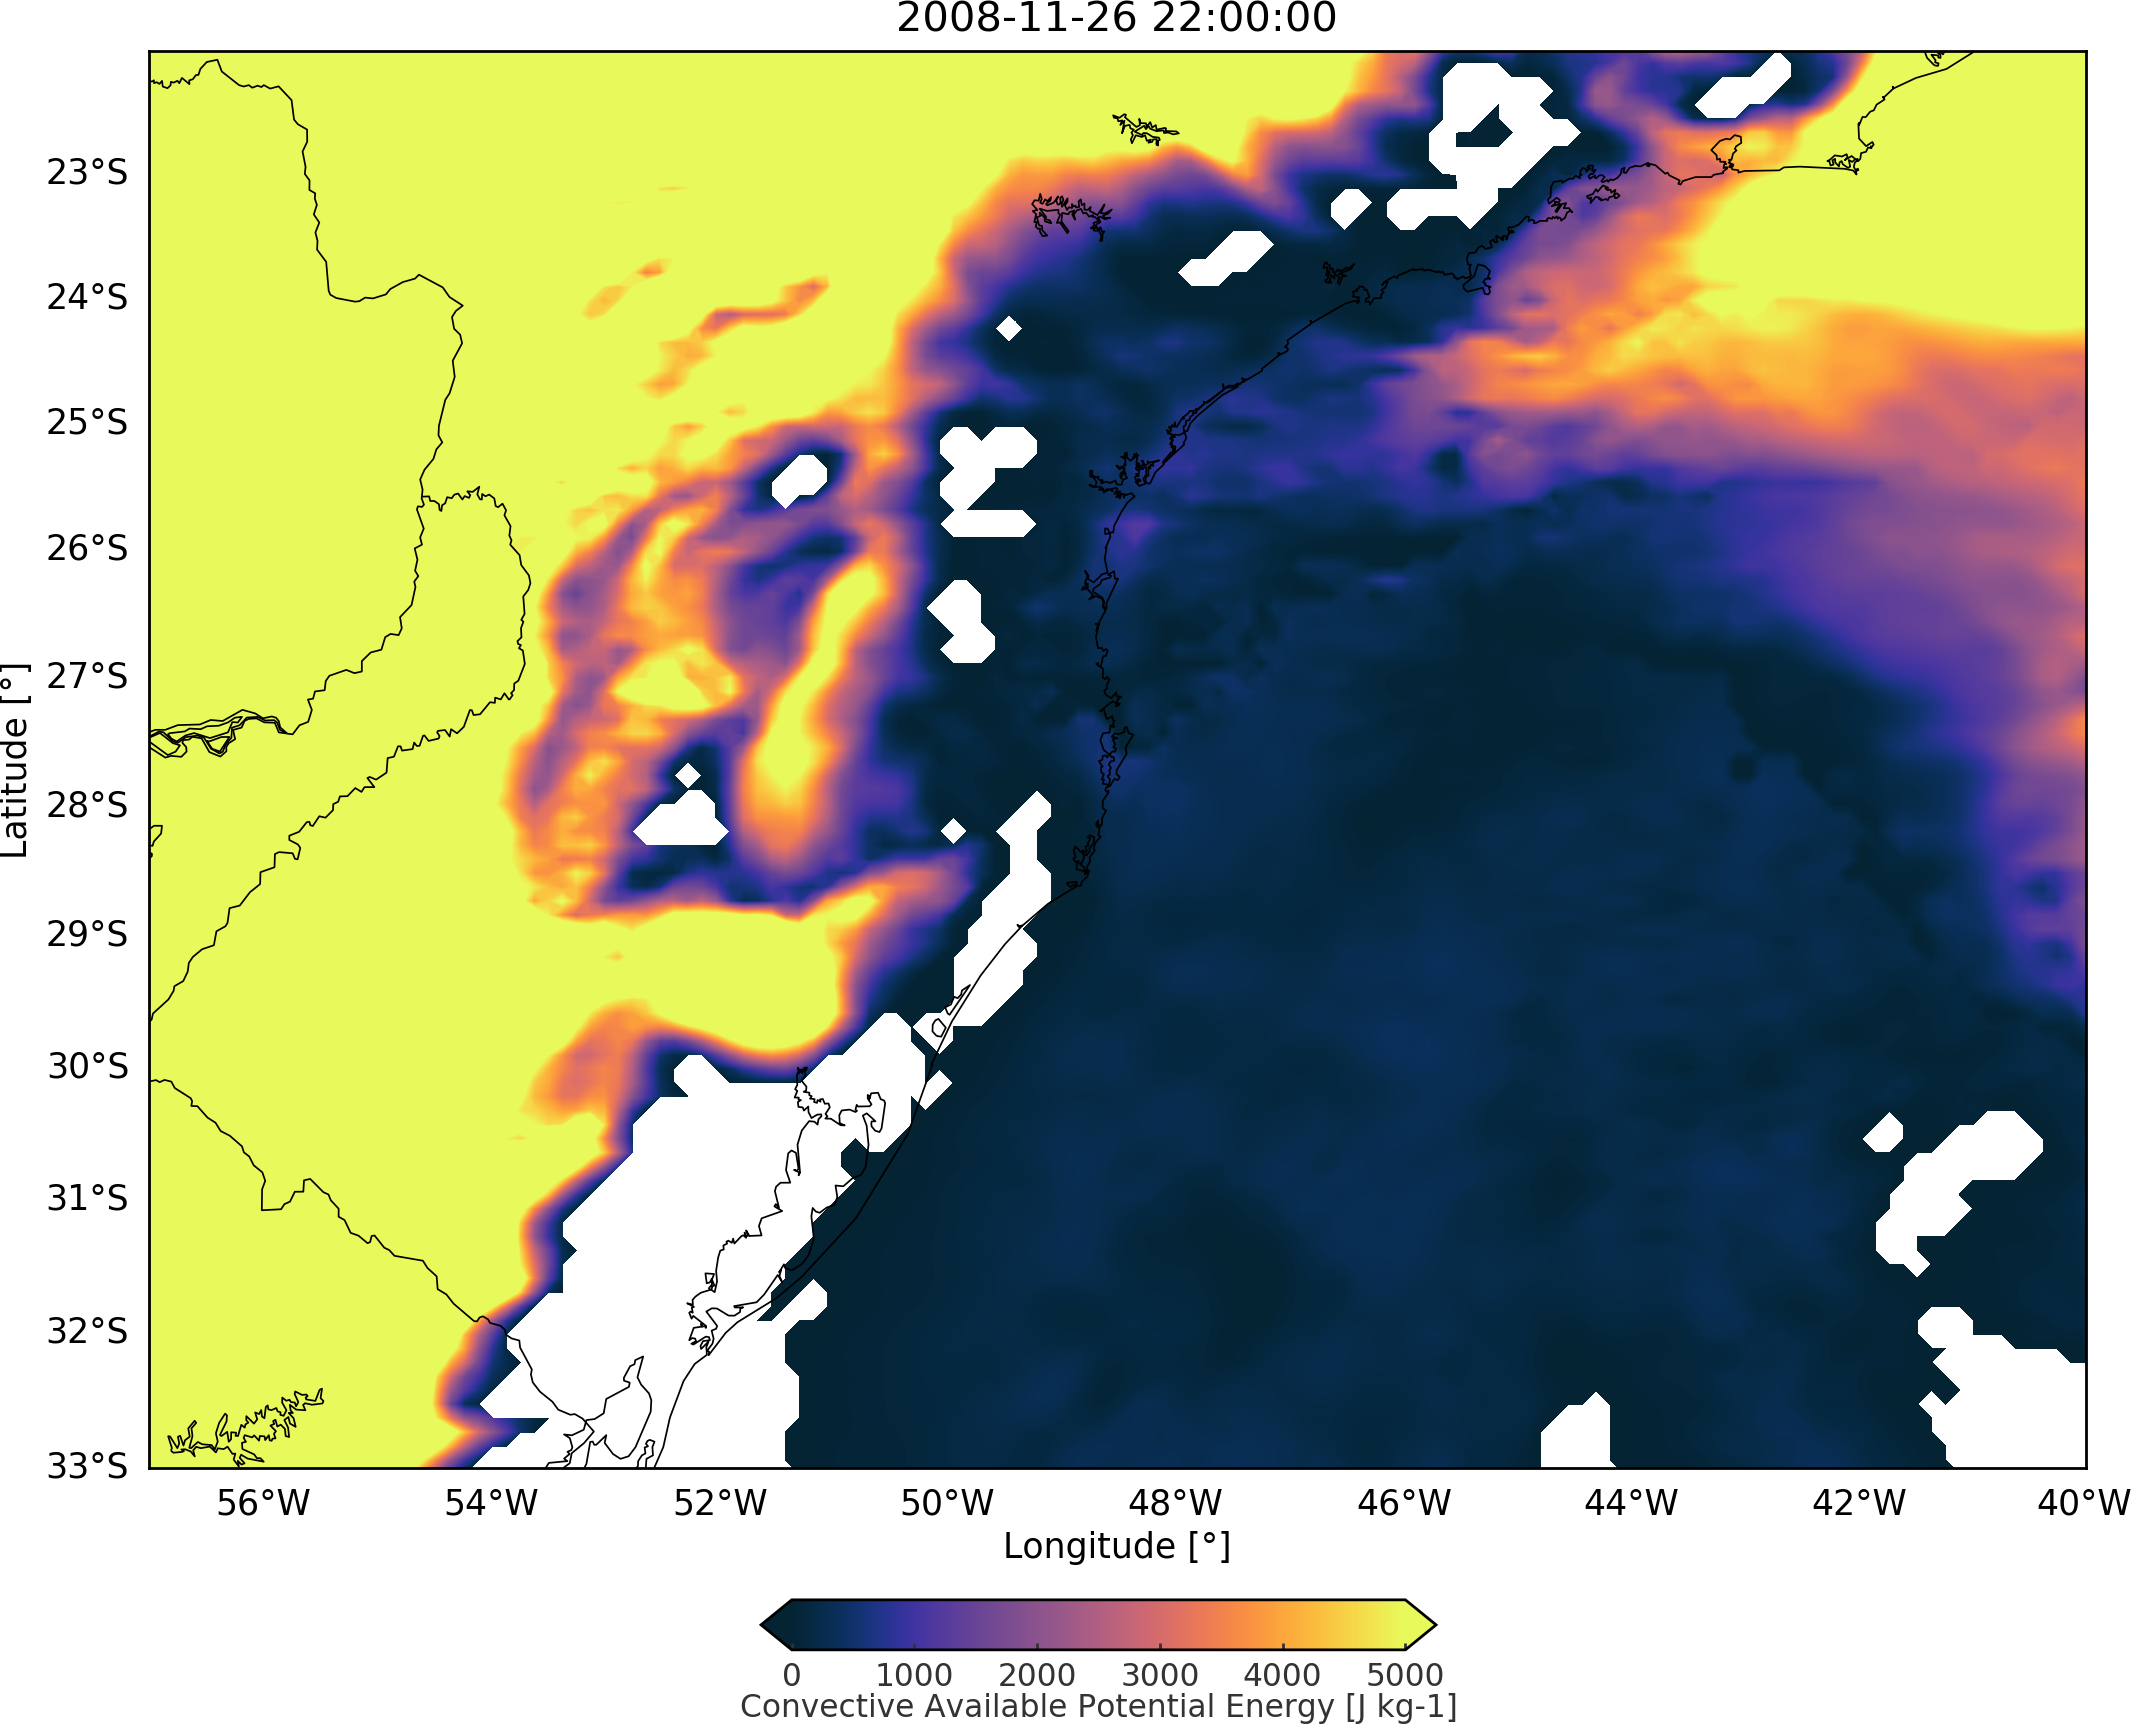 2008-11-26 22:00:00
23°S
24°S
25°S
26°S
27°S
28°S
29°S
30°S
31°S
32°S
33°S
Latitude [°]
56°W 54°W 52°W 50°W 48°W 46°W 44°W 42°W 40°W
Longitude [°]
0 1000 2000 3000 4000 5000
Convective Available Potential Energy [J kg-1]